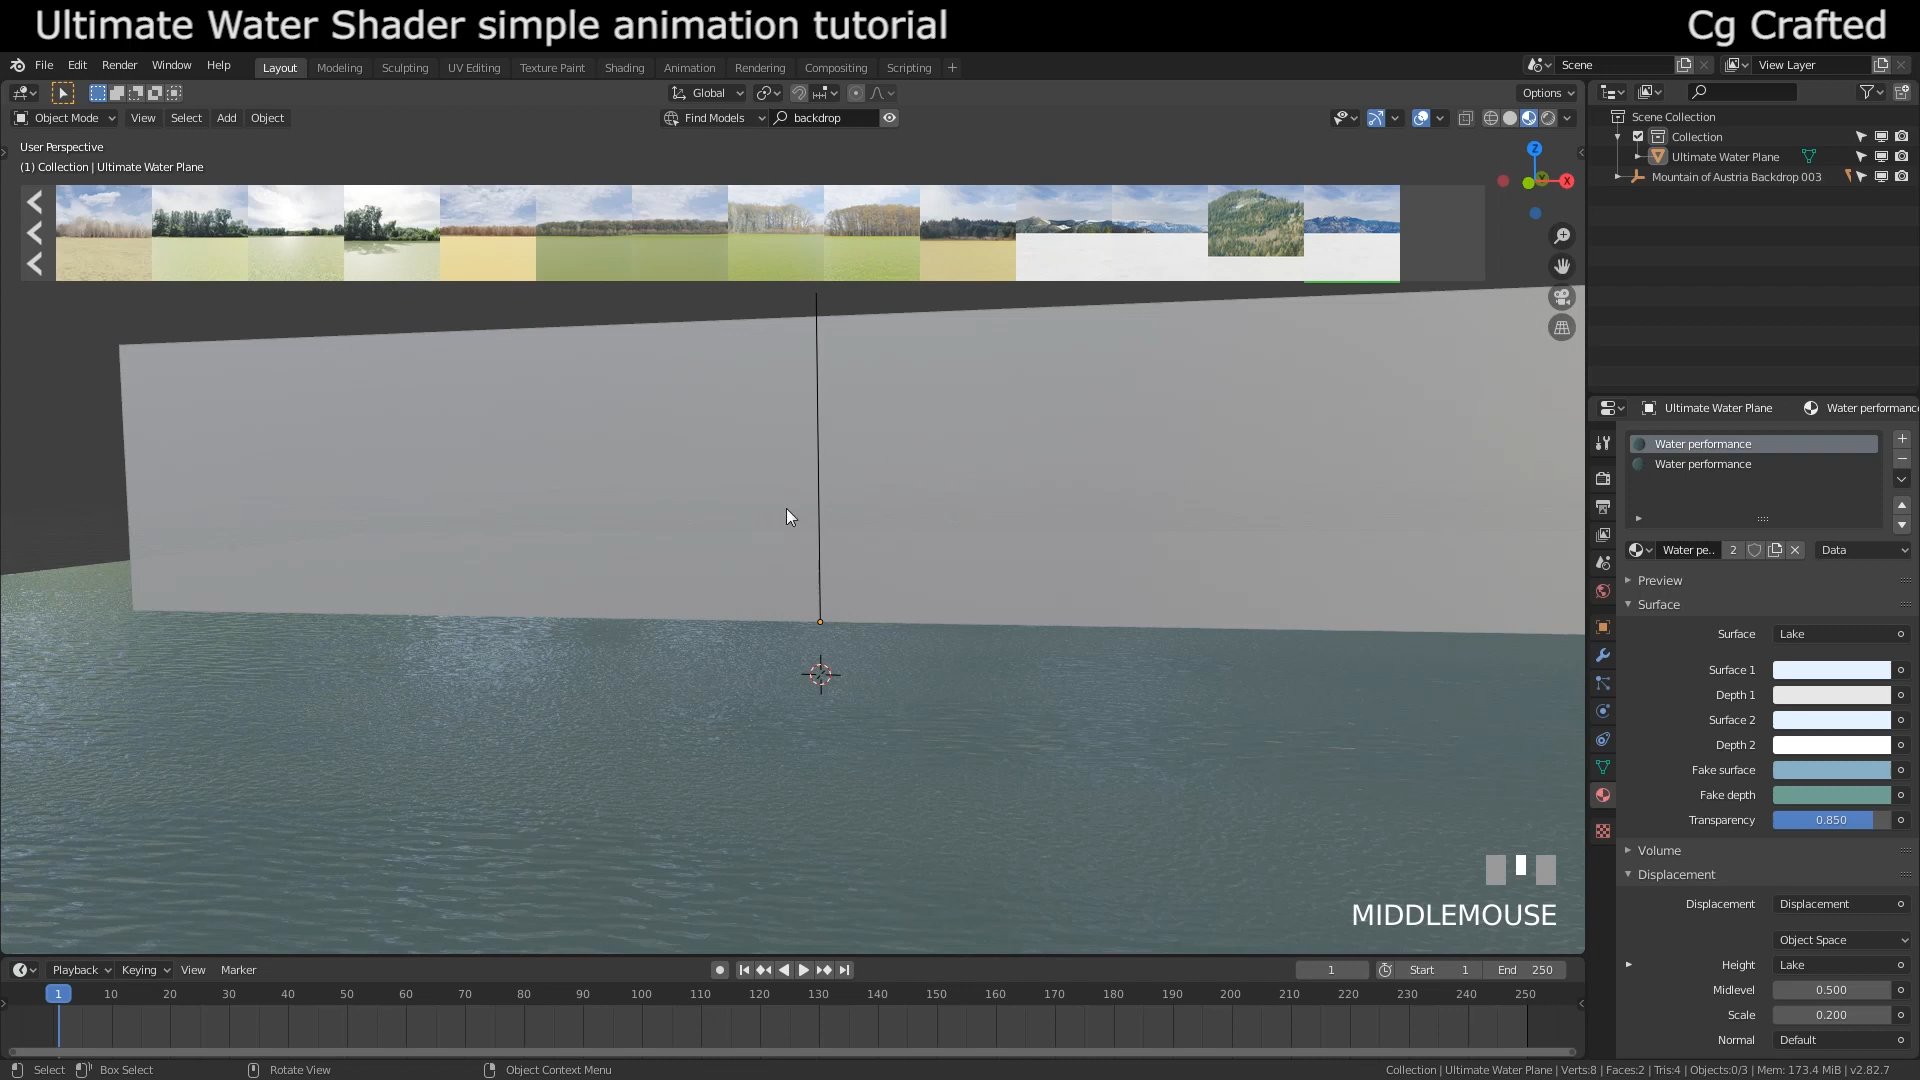 Ultimate Water Shader simple animation tutorial
Cg Crafted
File Edit Render Window Help Layout Modeling Sculpting UV Editing Texture Paint Shading Animation Rendering Compositing Scripting +
Scene View Layer
Global Options
Object Mode View Select Add Object Find Models backdrop
User Perspective
(1) Collection | Ultimate Water Plane
Z
Y
X
Scene Collection
Collection
Ultimate Water Plane
Mountain of Austria Backdrop 003
Ultimate Water Plane Water performanc
Water performance
Water performance
Water pe.. 2 Data
Preview
Surface
Surface Lake
Surface 1
Depth 1
Surface 2
Depth 2
Fake surface
Fake depth
Transparency 0.850
Volume
Displacement
Displacement Displacement
Object Space
Height Lake
Midlevel 0.500
Scale 0.200
Normal Default
MIDDLEMOUSE
Playback Keying View Marker 1 Start 1 End 250
1 10 20 30 40 50 60 70 80 90 100 110 120 130 140 150 160 170 180 190 200 210 220 230 240 250
Select Box Select Rotate View Object Context Menu
Collection | Ultimate Water Plane | Verts:8 | Faces:2 | Tris:4 | Objects:0/3 | Mem: 173.4 MiB | v2.82.7